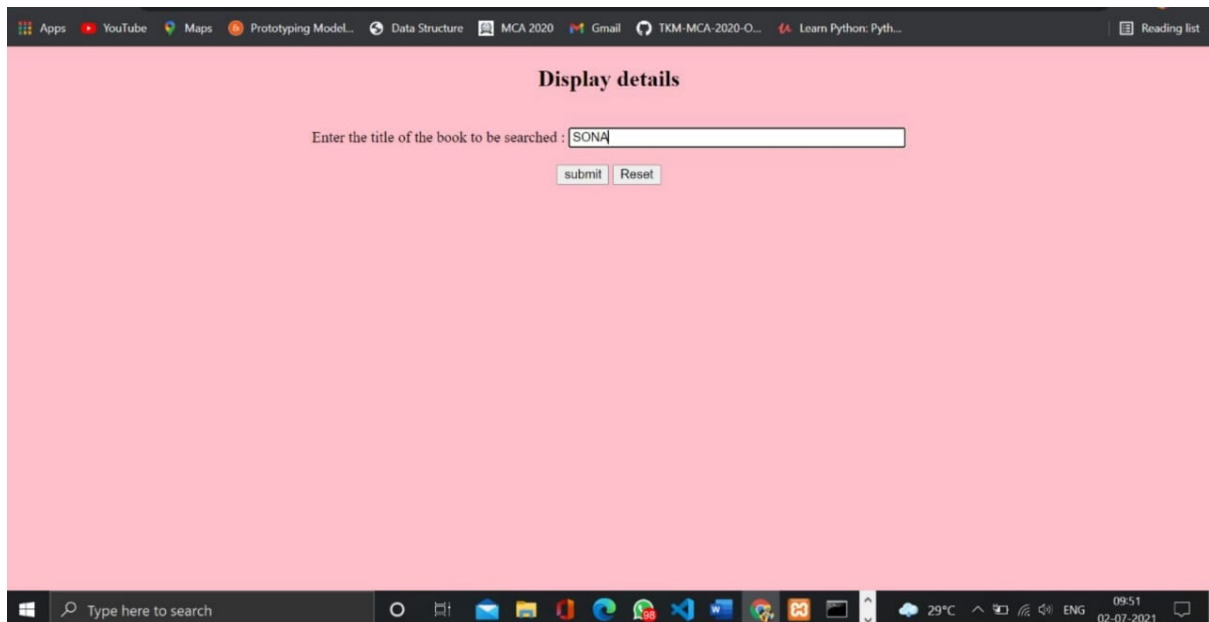 Apps YouTube Maps Prototyping Model... Data Structure MCA 2020 Gmail TKM-MCA-2020-O... Learn Python: Pyth... Reading list
Display details
Enter the title of the book to be searched : SONA
submit Reset
Type here to search 98 29°C ENG 09:51
02-07-2021